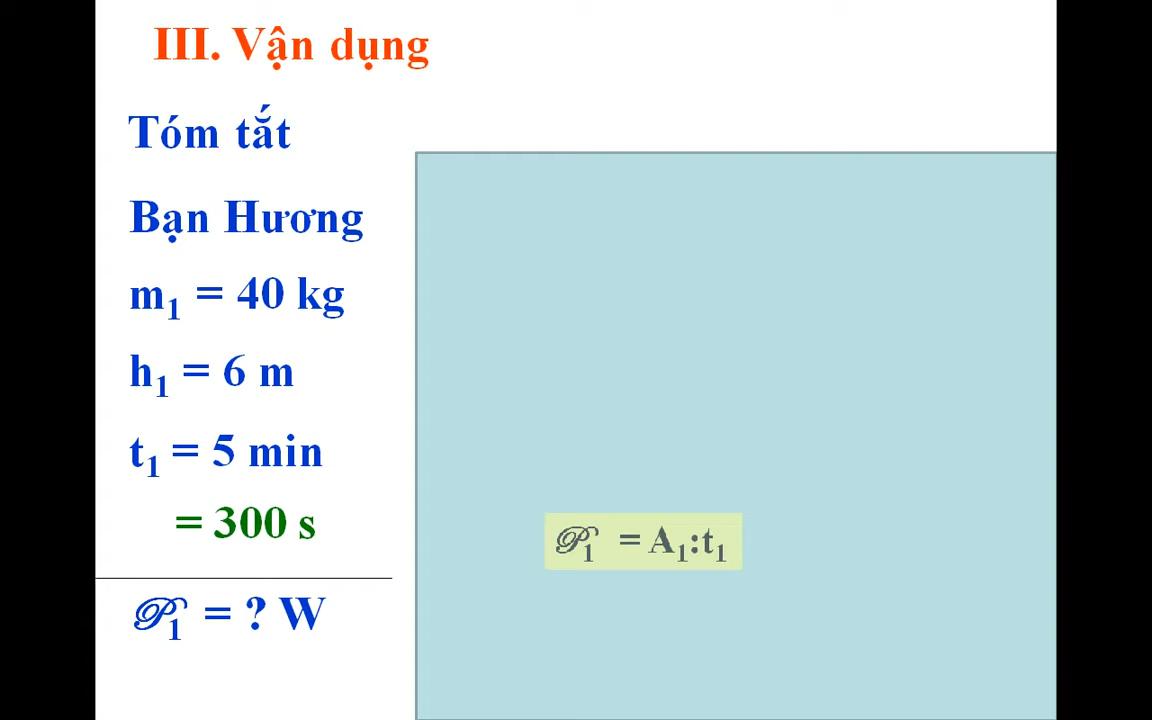 III. Vận dụng
Tóm tắt
Bạn Hương
m₁ = 40 kg
h₁ = 6 m
t₁ = 5 min
= 300 s
𝒫₁ = A₁:t₁
𝒫₁ = ? W